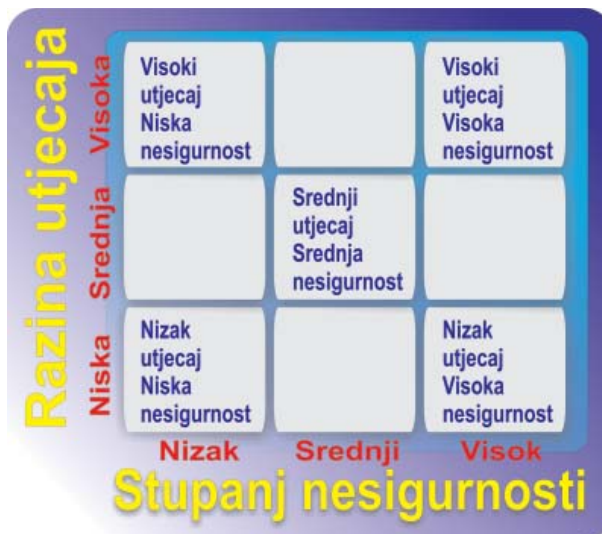 Razina utjecaja
Visoka
Visoki
utjecaj
Niska
nesigurnost
Visoki
utjecaj
Visoka
nesigurnost
Srednja
Srednji
utjecaj
Srednja
nesigurnost
Niska
Nizak
utjecaj
Niska
nesigurnost
Nizak
utjecaj
Visoka
nesigurnost
Nizak Srednji Visok
Stupanj nesigurnosti